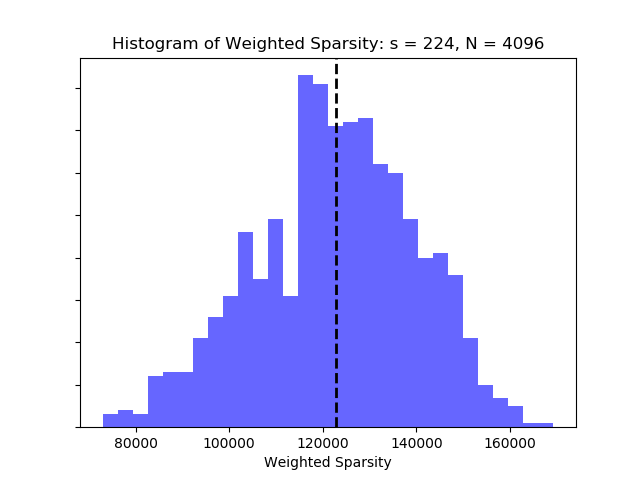 Histogram of Weighted Sparsity: s = 224, N = 4096
80000 100000 120000 140000 160000
Weighted Sparsity